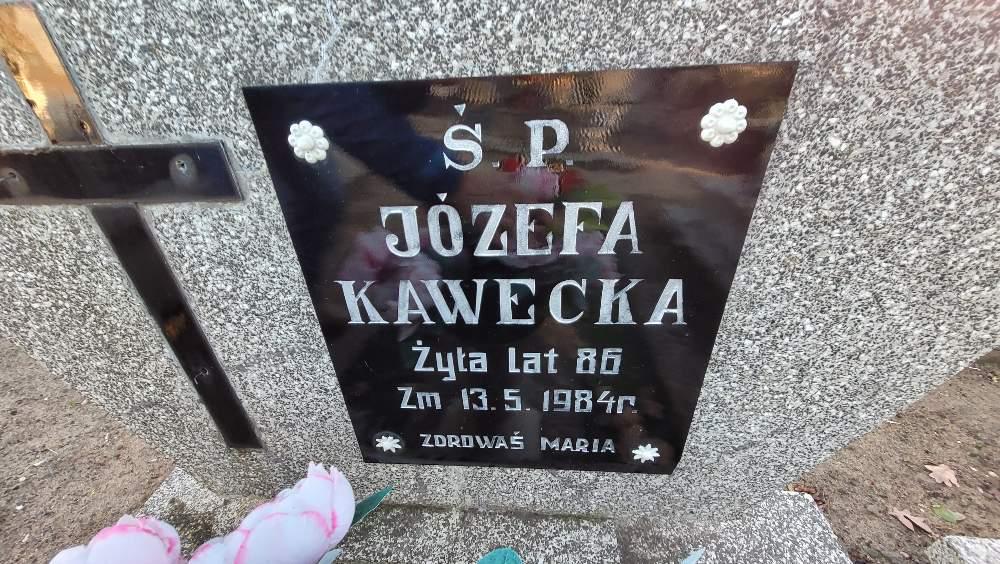 Ś. P.
JÓZEFA
KAWECKA
Żyła lat 86
Zm 13.5.1984r.
ZDROWAŚ MARIA